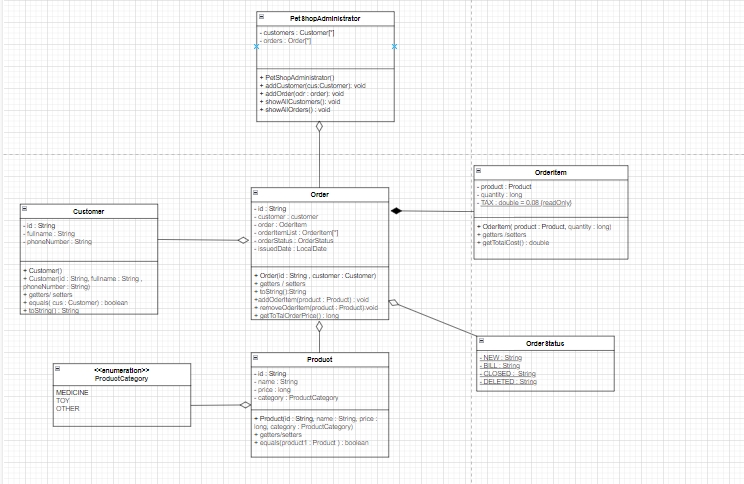 PetShopAdministrator
- customers : Customer[*]
- orders : Order[*]
+ PetShopAdministrator()
+ addCustomer(cus:Customer): void
+ addOrder(odr : order): void
+ showAllCustomers(): void
+ showAllOrders() : void
OrderItem
- product : Product
- quantity : long
- TAX : double = 0.08 {readOnly}
+ OderItem( product : Product, quantity : long)
+ getters /setters
+ getTotalCost() : double
Order
- id : String
- customer : customer
- order : OderItem
- orderitemList : OrderItem[*]
- orderStatus : OrderStatus
- issuedDate : LocalDate
+ Order(id : String , customer : Customer)
+ getters / setters
+ toString():String
+addOderItem(product : Product) : void
+ removeOderItem(product : Product):void
+ getToTalOrderPrice() : long
Customer
- id : String
- fullname : String
- phoneNumber : String
+ Customer()
+ Customer(id : String, fullname : String ,
phoneNumber : String)
+ getters/ setters
+ equals( cus : Customer) : boolean
+ toString() : String
OrderStatus
- NEW : String
- BILL : String
- CLOSED : String
- DELETED : String
Product
- id : String
- name : String
- price : long
- category : ProductCategory
+ Product(id : String, name : String, price :
long, category : ProductCategory)
+ getters/setters
+ equals(product1 : Product ) : boolean
<<enumeration>>
ProductCategory
MEDICINE
TOY
OTHER